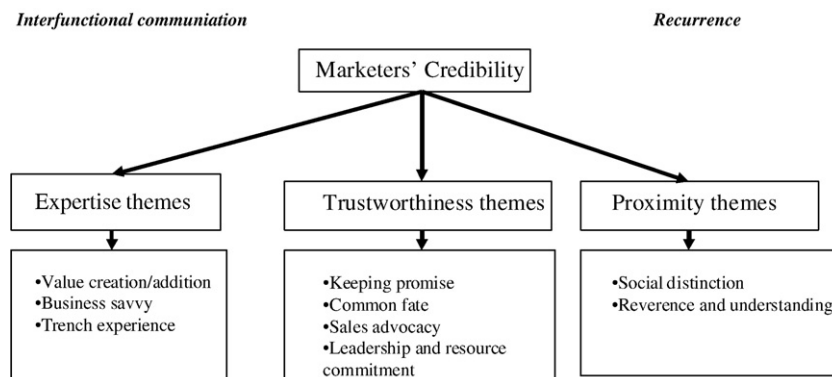 Interfunctional communiation
Recurrence
Marketers’ Credibility
Expertise themes
Trustworthiness themes
Proximity themes
•Value creation/addition
•Business savvy
•Trench experience
•Keeping promise
•Common fate
•Sales advocacy
•Leadership and resource
commitment
•Social distinction
•Reverence and understanding